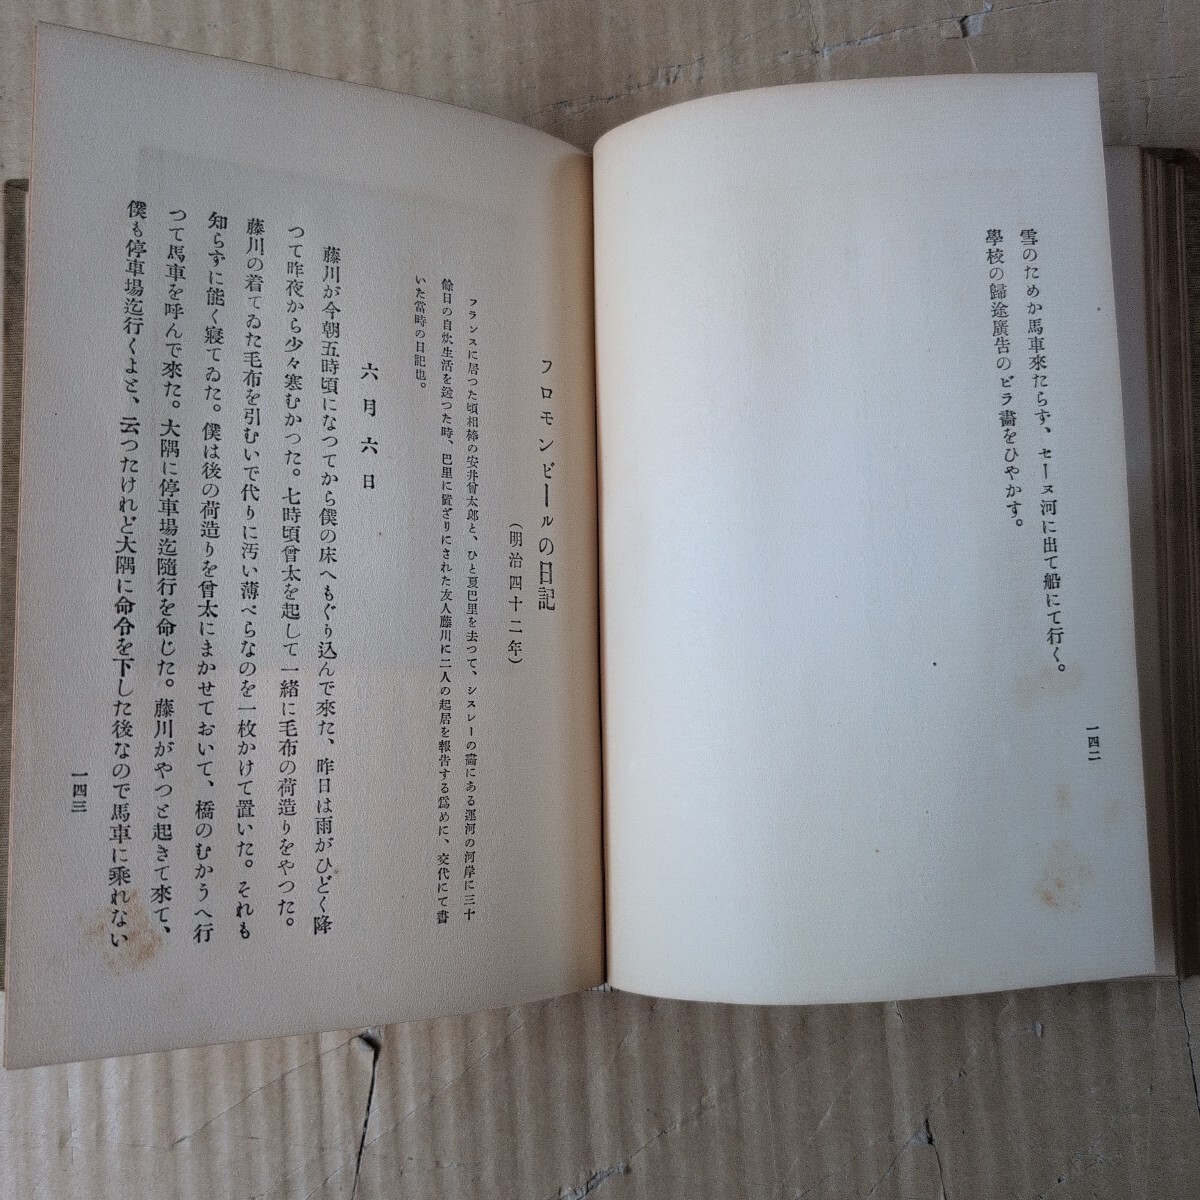 雪のためか馬車來たらず、セーヌ河に出て船にて行く。
學校の歸途廣告のビラ畵をひやかす。
一四二
フロモンビールの日記
（明治四十二年）
フランスに居つた頃相棒の安井曾太郎と、ひと夏巴里を去つて、シスレーの畵にある運河の河岸に三十
餘日の自炊生活を送つた時、巴里に置ざりにされた友人藤川に二人の起居を報告する爲めに、交代にて書
いた當時の日記也。
六月六日
藤川が今朝五時頃になつてから僕の床へもぐり込んで來た、昨日は雨がひどく降
つて昨夜から少々寒むかつた。七時頃曾太を起して一緒に毛布の荷造りをやつた。
藤川の着てゐた毛布を引むいで代りに汚い薄べらなのを一枚かけて置いた。それも
知らずに能く寢てゐた。僕は後の荷造りを曾太にまかせておいて、橋のむかうへ行
つて馬車を呼んで來た。大隅に停車場迄隨行を命じた。藤川がやつと起きて來て、
僕も停車場迄行くよと、云つたけれど大隅に命令を下した後なので馬車に乘れない
一四三